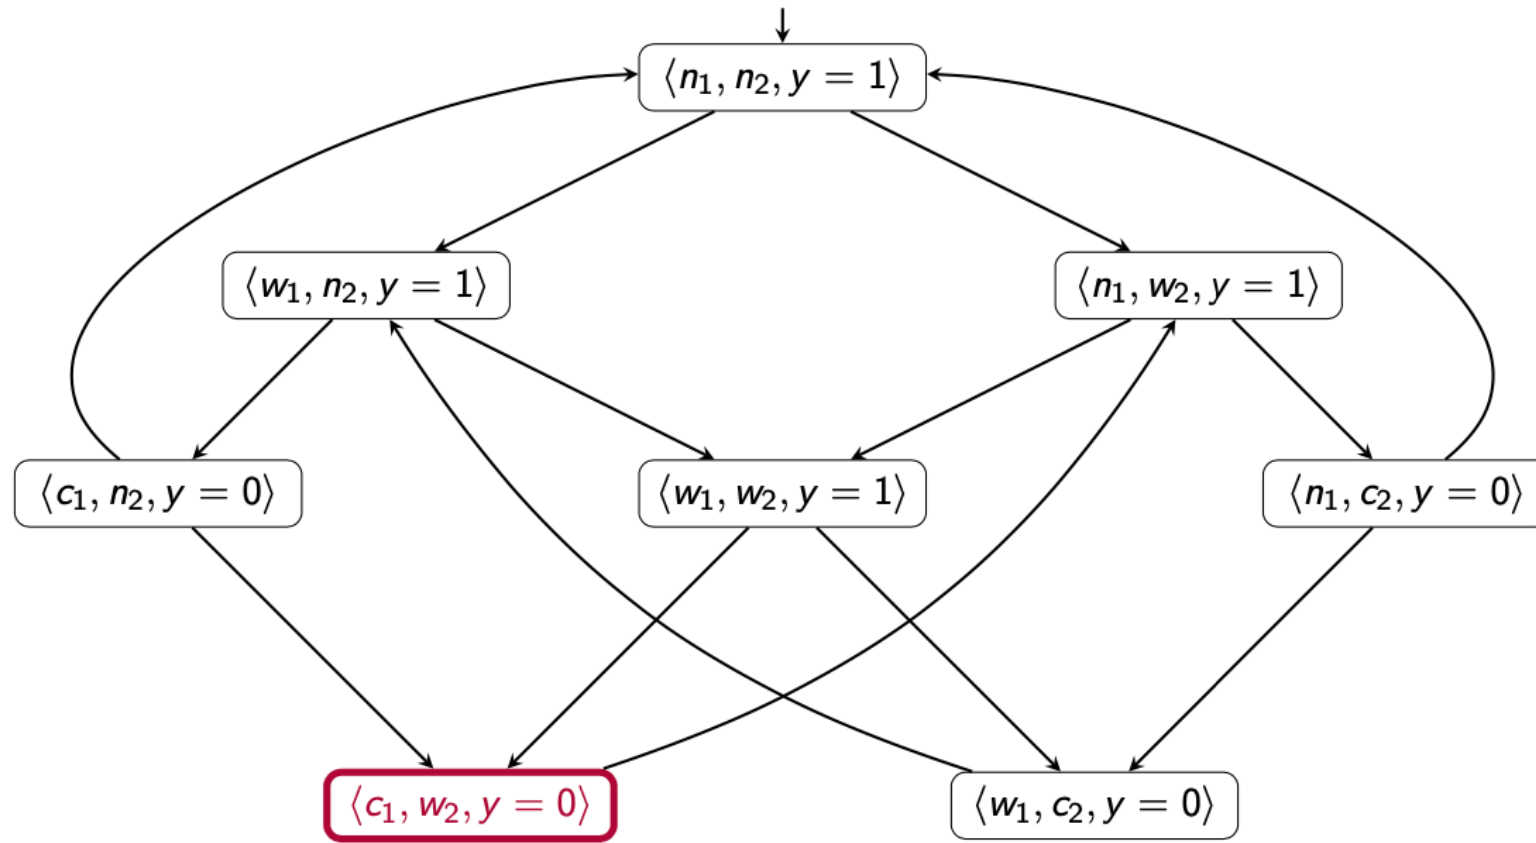 ⟨n₁, n₂, y = 1⟩
⟨w₁, n₂, y = 1⟩
⟨n₁, w₂, y = 1⟩
⟨c₁, n₂, y = 0⟩
⟨w₁, w₂, y = 1⟩
⟨n₁, c₂, y = 0⟩
⟨c₁, w₂, y = 0⟩
⟨w₁, c₂, y = 0⟩